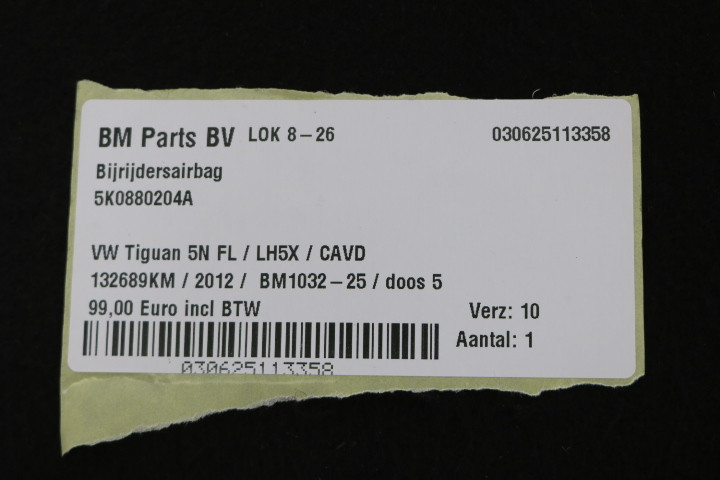 BM Parts BV LOK 8-26 030625113358
Bijrijdersairbag
5K0880204A
VW Tiguan 5N FL / LH5X / CAVD
132689KM / 2012 / BM1032-25 / doos 5
99,00 Euro incl BTW Verz: 10
Aantal: 1
030625113358